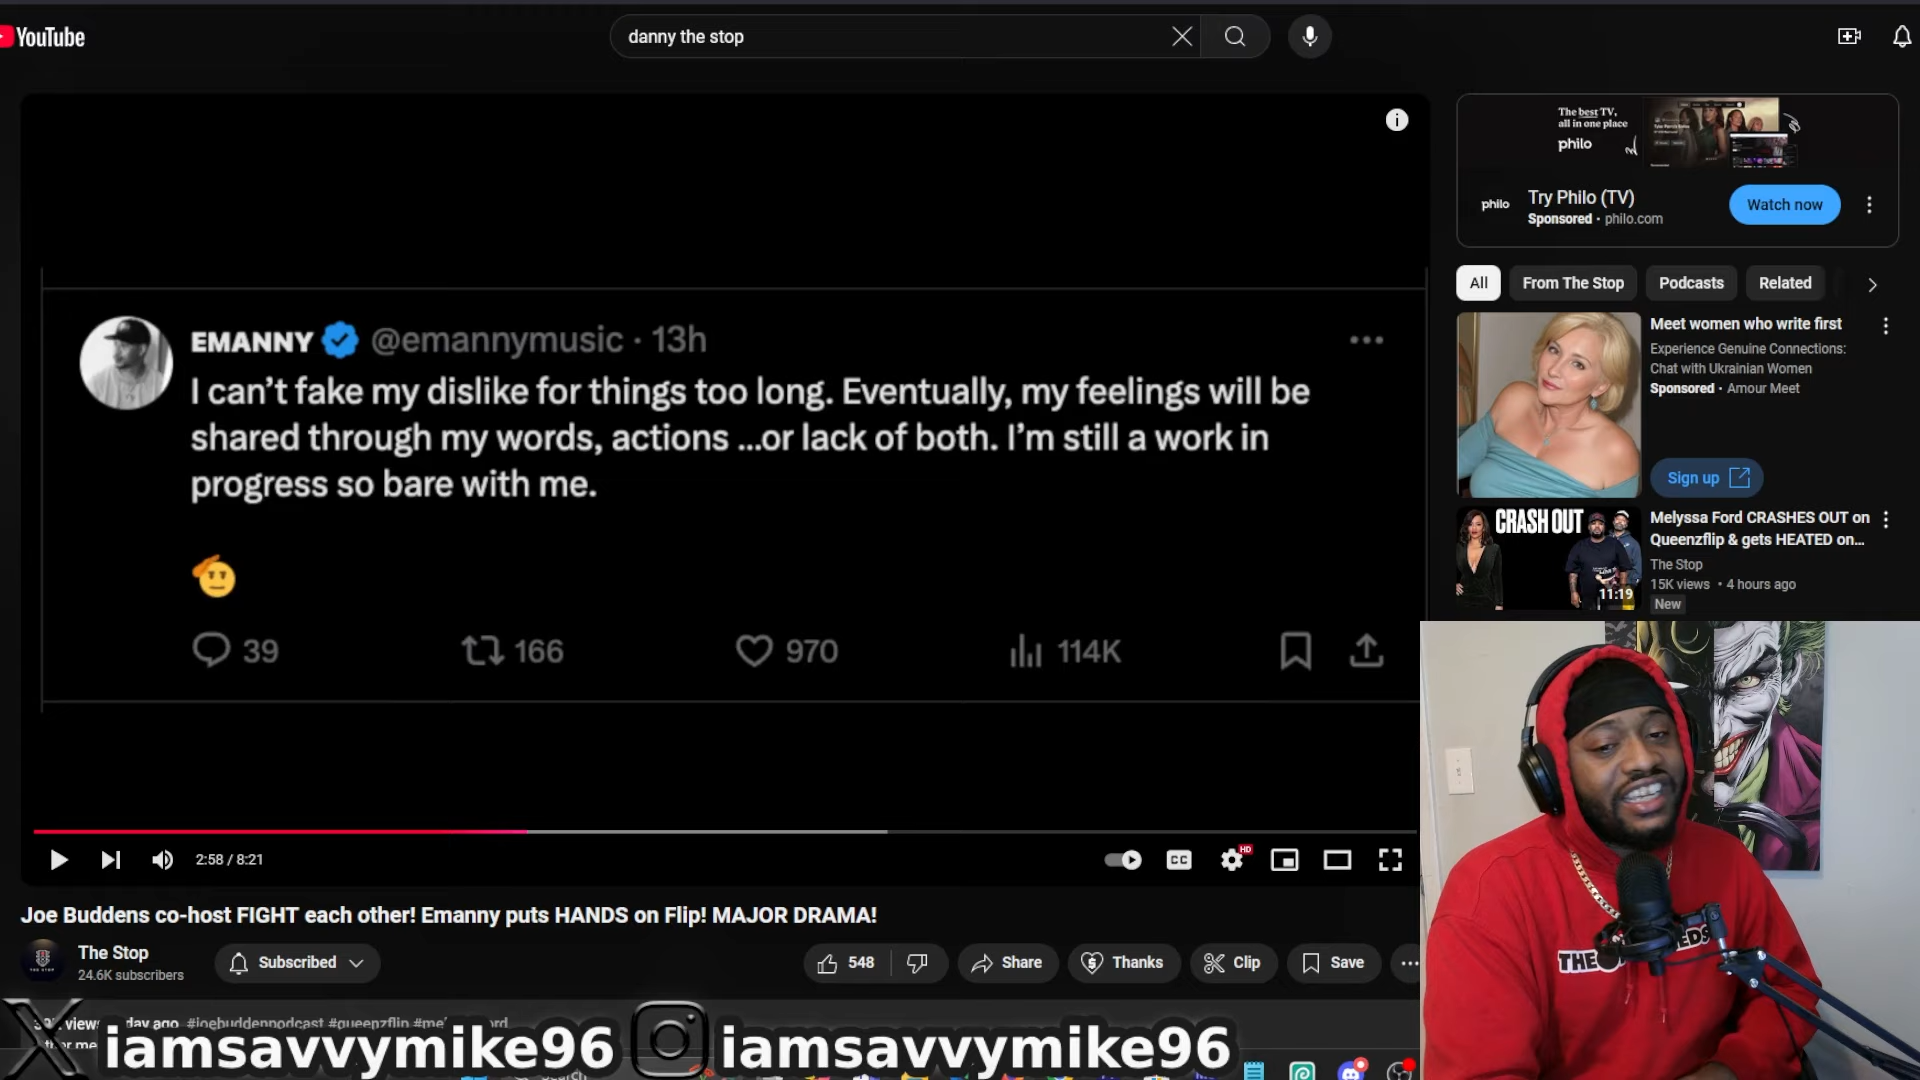 YouTube
danny the stop
The best TV,
all in one place
philo
philo
Try Philo (TV)
Sponsored · philo.com
Watch now
All
From The Stop
Podcasts
Related
EMANNY @emannymusic · 13h
I can't fake my dislike for things too long. Eventually, my feelings will be
shared through my words, actions ...or lack of both. I'm still a work in
progress so bare with me.
39
166
970
114K
Meet women who write first
Experience Genuine Connections:
Chat with Ukrainian Women
Sponsored · Amour Meet
Sign up
CRASH OUT
11:19
Melyssa Ford CRASHES OUT on
Queenzflip & gets HEATED on...
The Stop
15K views · 4 hours ago
New
2:58 / 8:21
CC
HD
Joe Buddens co-host FIGHT each other! Emanny puts HANDS on Flip! MAJOR DRAMA!
The Stop
24.6K subscribers
Subscribed
548
Share
Thanks
Clip
Save
THE
#joebuddenpodcast #queenzflip
iamsavvymike96
iamsavvymike96